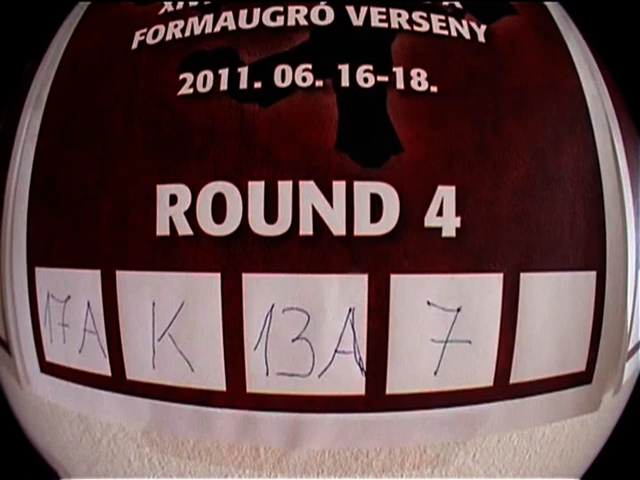 FORMAUGRÓ VERSENY
2011. 06. 16-18.
ROUND 4
17A K 13A 7